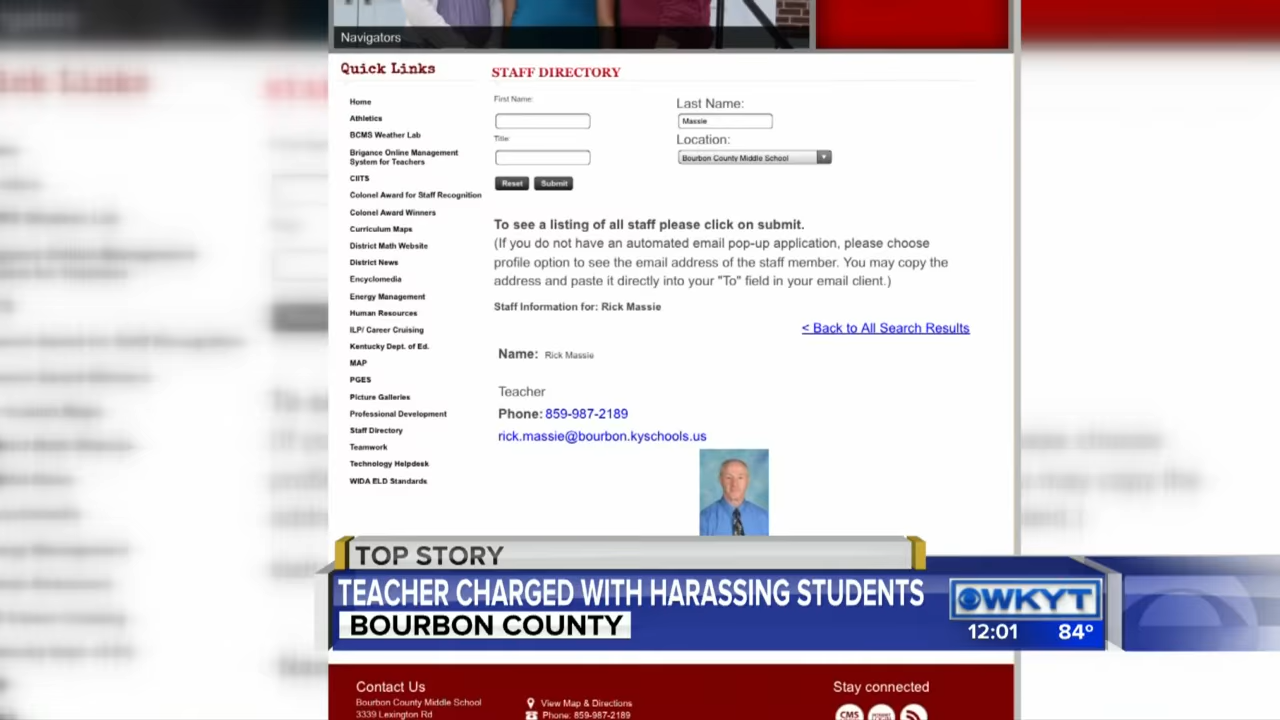 Navigators
Quick Links
Home
Athletics
BCMS Weather Lab
Brigance Online Management
System for Teachers
CIITS
Colonel Award for Staff Recognition
Colonel Award Winners
Curriculum Maps
District Math Website
District News
Encyclomedia
Energy Management
Human Resources
ILP/ Career Cruising
Kentucky Dept. of Ed.
MAP
PGES
Picture Galleries
Professional Development
Staff Directory
Teamwork
Technology Helpdesk
WIDA ELD Standards
STAFF DIRECTORY
First Name:
Last Name:
Massie
Title:
Location:
Bourbon County Middle School
Reset Submit
To see a listing of all staff please click on submit.
(If you do not have an automated email pop-up application, please choose
profile option to see the email address of the staff member. You may copy the
address and paste it directly into your "To" field in your email client.)
Staff Information for: Rick Massie
< Back to All Search Results
Name: Rick Massie
Teacher
Phone: 859-987-2189
rick.massie@bourbon.kyschools.us
TOP STORY
TEACHER CHARGED WITH HARASSING STUDENTS
BOURBON COUNTY
WKYT
12:01 84°
Contact Us
Bourbon County Middle School
3339 Lexington Rd
View Map & Directions
Phone: 859-987-2189
Stay connected
CMS